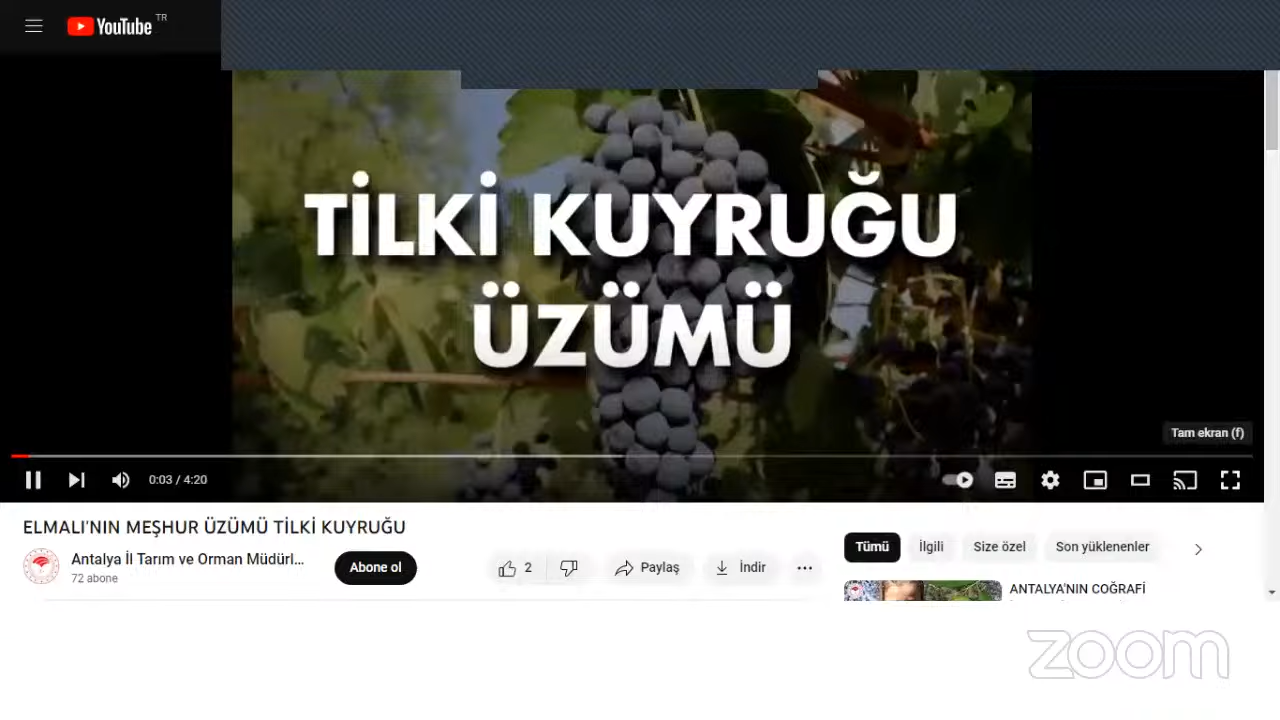 YouTube TR
TİLKİ KUYRUĞU
ÜZÜMÜ
Tam ekran (f)
0:03 / 4:20
ELMALI'NIN MEŞHUR ÜZÜMÜ TİLKİ KUYRUĞU
Antalya İl Tarım ve Orman Müdürl...
72 abone
Abone ol
2
Paylaş
İndir
Tümü
İlgili
Size özel
Son yüklenenler
ANTALYA'NIN COĞRAFİ
zoom